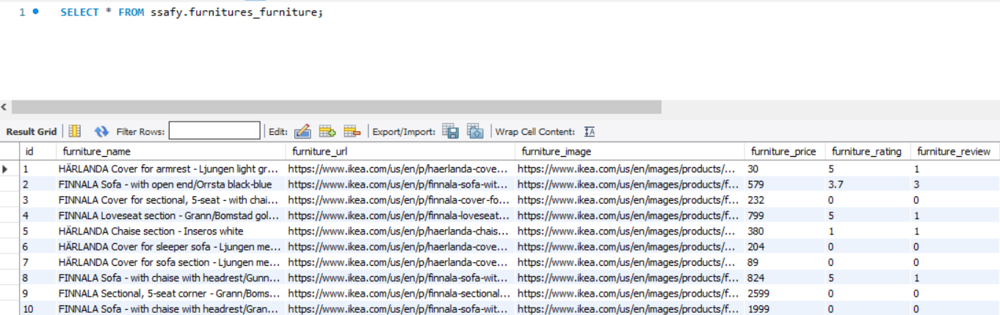 1 SELECT * FROM ssafy.furnitures_furniture;
Result Grid Filter Rows: Edit: Export/Import: Wrap Cell Content: IA
id furniture_name furniture_url furniture_image furniture_price furniture_rating furniture_review
1 HÄRLANDA Cover for armrest - Ljungen light gr... https://www.ikea.com/us/en/p/haerlanda-cove... https://www.ikea.com/us/en/images/products/... 30 5 1
2 FINNALA Sofa - with open end/Orrsta black-blue https://www.ikea.com/us/en/p/finnala-sofa-wit... https://www.ikea.com/us/en/images/products/f... 579 3.7 3
3 FINNALA Cover for sectional, 5-seat - with chai... https://www.ikea.com/us/en/p/finnala-cover-fo... https://www.ikea.com/us/en/images/products/f... 232 0 0
4 FINNALA Loveseat section - Grann/Bomstad gol... https://www.ikea.com/us/en/p/finnala-loveseat... https://www.ikea.com/us/en/images/products/f... 799 5 1
5 HÄRLANDA Chaise section - Inseros white https://www.ikea.com/us/en/p/haerlanda-chais... https://www.ikea.com/us/en/images/products/... 380 1 1
6 HÄRLANDA Cover for sleeper sofa - Ljungen me... https://www.ikea.com/us/en/p/haerlanda-cove... https://www.ikea.com/us/en/images/products/... 204 0 0
7 HÄRLANDA Cover for sofa section - Ljungen me... https://www.ikea.com/us/en/p/haerlanda-cove... https://www.ikea.com/us/en/images/products/... 89 0 0
8 FINNALA Sofa - with chaise with headrest/Gunn... https://www.ikea.com/us/en/p/finnala-sofa-wit... https://www.ikea.com/us/en/images/products/f... 824 5 1
9 FINNALA Sectional, 5-seat corner - Grann/Boms... https://www.ikea.com/us/en/p/finnala-sectional... https://www.ikea.com/us/en/images/products/f... 2599 0 0
10 FINNALA Sofa - with chaise with headrest/Gran... https://www.ikea.com/us/en/p/finnala-sofa-wit... https://www.ikea.com/us/en/images/products/f... 1999 0 0